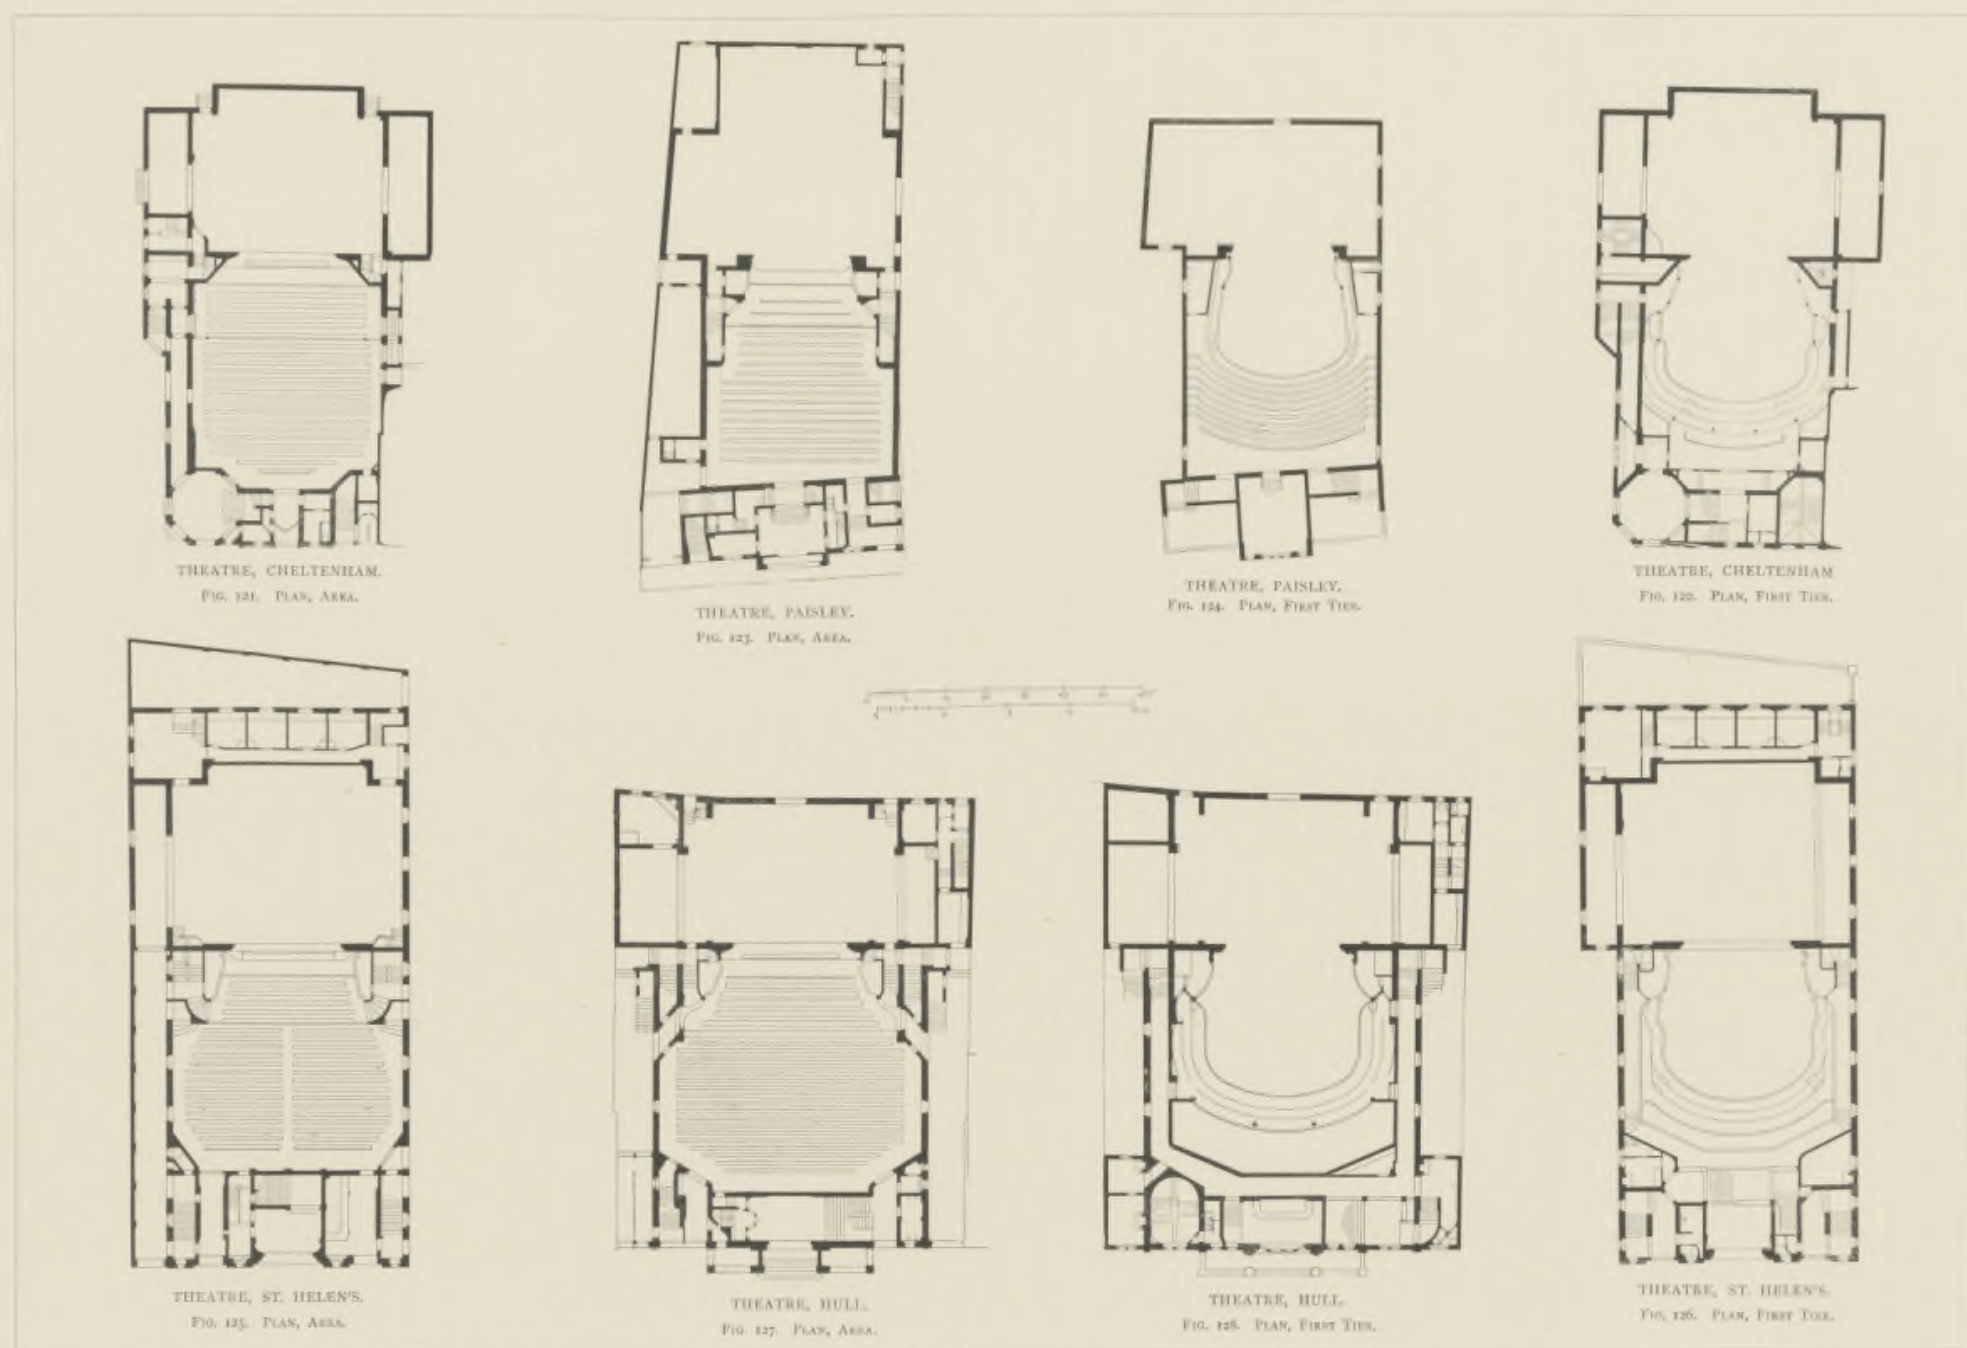 THEATRE, CHELTENHAM.
FIG. 121. PLAN, AREA.
THEATRE, PAISLEY.
FIG. 123. PLAN, AREA.
THEATRE, PAISLEY.
FIG. 124. PLAN, FIRST TIER.
THEATRE, CHELTENHAM
FIG. 122. PLAN, FIRST TIER.
THEATRE, ST. HELEN'S.
FIG. 125. PLAN, AREA.
THEATRE, HULL.
FIG. 127. PLAN, AREA.
THEATRE, HULL.
FIG. 128. PLAN, FIRST TIER.
THEATRE, ST. HELEN'S.
FIG. 126. PLAN, FIRST TIER.